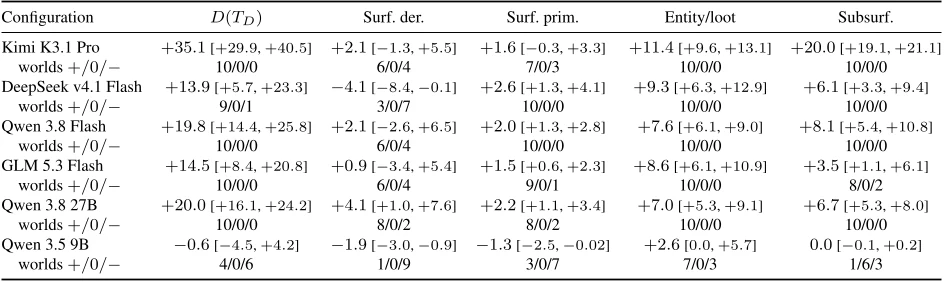 Configuration D(T_D) Surf. der. Surf. prim. Entity/loot Subsurf.
Kimi K3.1 Pro +35.1 [+29.9, +40.5] +2.1 [−1.3, +5.5] +1.6 [−0.3, +3.3] +11.4 [+9.6, +13.1] +20.0 [+19.1, +21.1]
worlds +/0/− 10/0/0 6/0/4 7/0/3 10/0/0 10/0/0
DeepSeek v4.1 Flash +13.9 [+5.7, +23.3] −4.1 [−8.4, −0.1] +2.6 [+1.3, +4.1] +9.3 [+6.3, +12.9] +6.1 [+3.3, +9.4]
worlds +/0/− 9/0/1 3/0/7 10/0/0 10/0/0 10/0/0
Qwen 3.8 Flash +19.8 [+14.4, +25.8] +2.1 [−2.6, +6.5] +2.0 [+1.3, +2.8] +7.6 [+6.1, +9.0] +8.1 [+5.4, +10.8]
worlds +/0/− 10/0/0 6/0/4 10/0/0 10/0/0 10/0/0
GLM 5.3 Flash +14.5 [+8.4, +20.8] +0.9 [−3.4, +5.4] +1.5 [+0.6, +2.3] +8.6 [+6.1, +10.9] +3.5 [+1.1, +6.1]
worlds +/0/− 10/0/0 6/0/4 9/0/1 10/0/0 8/0/2
Qwen 3.8 27B +20.0 [+16.1, +24.2] +4.1 [+1.0, +7.6] +2.2 [+1.1, +3.4] +7.0 [+5.3, +9.1] +6.7 [+5.3, +8.0]
worlds +/0/− 10/0/0 8/0/2 8/0/2 10/0/0 10/0/0
Qwen 3.5 9B −0.6 [−4.5, +4.2] −1.9 [−3.0, −0.9] −1.3 [−2.5, −0.02] +2.6 [0.0, +5.7] 0.0 [−0.1, +0.2]
worlds +/0/− 4/0/6 1/0/9 3/0/7 7/0/3 1/6/3